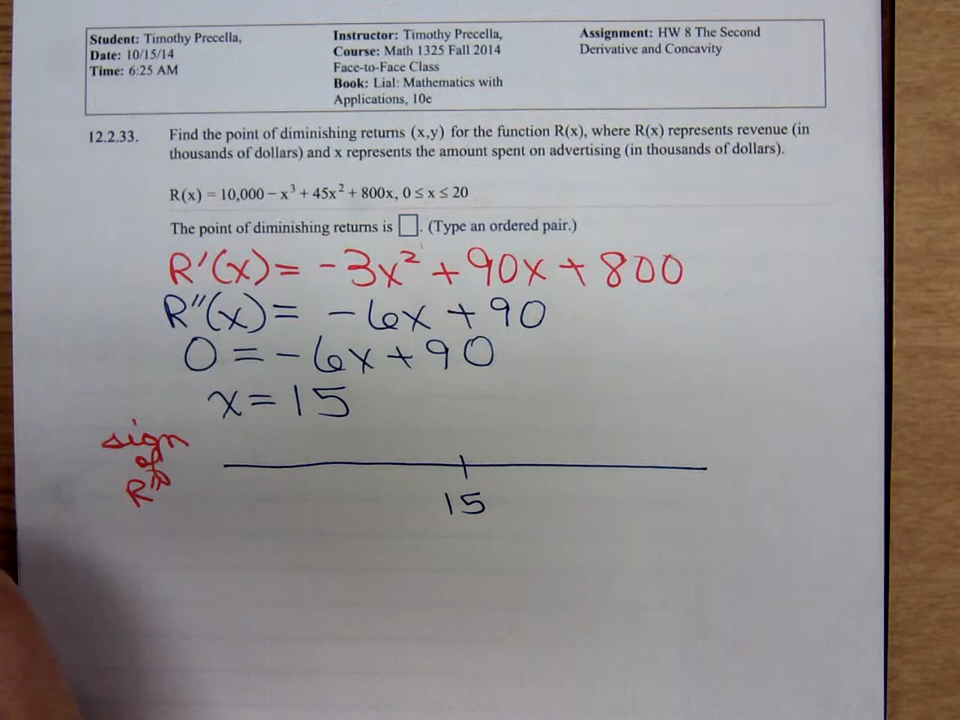 Student: Timothy Precella,
Date: 10/15/14
Time: 6:25 AM
Instructor: Timothy Precella,
Course: Math 1325 Fall 2014
Face-to-Face Class
Book: Lial: Mathematics with
Applications, 10e
Assignment: HW 8 The Second
Derivative and Concavity
12.2.33. Find the point of diminishing returns (x,y) for the function R(x), where R(x) represents revenue (in
thousands of dollars) and x represents the amount spent on advertising (in thousands of dollars).
R(x) = 10,000 − x³ + 45x² + 800x, 0 ≤ x ≤ 20
The point of diminishing returns is □. (Type an ordered pair.)
R'(x) = -3x² + 90x + 800
R''(x) = -6x + 90
0 = -6x + 90
x = 15
sign
of
R''
15